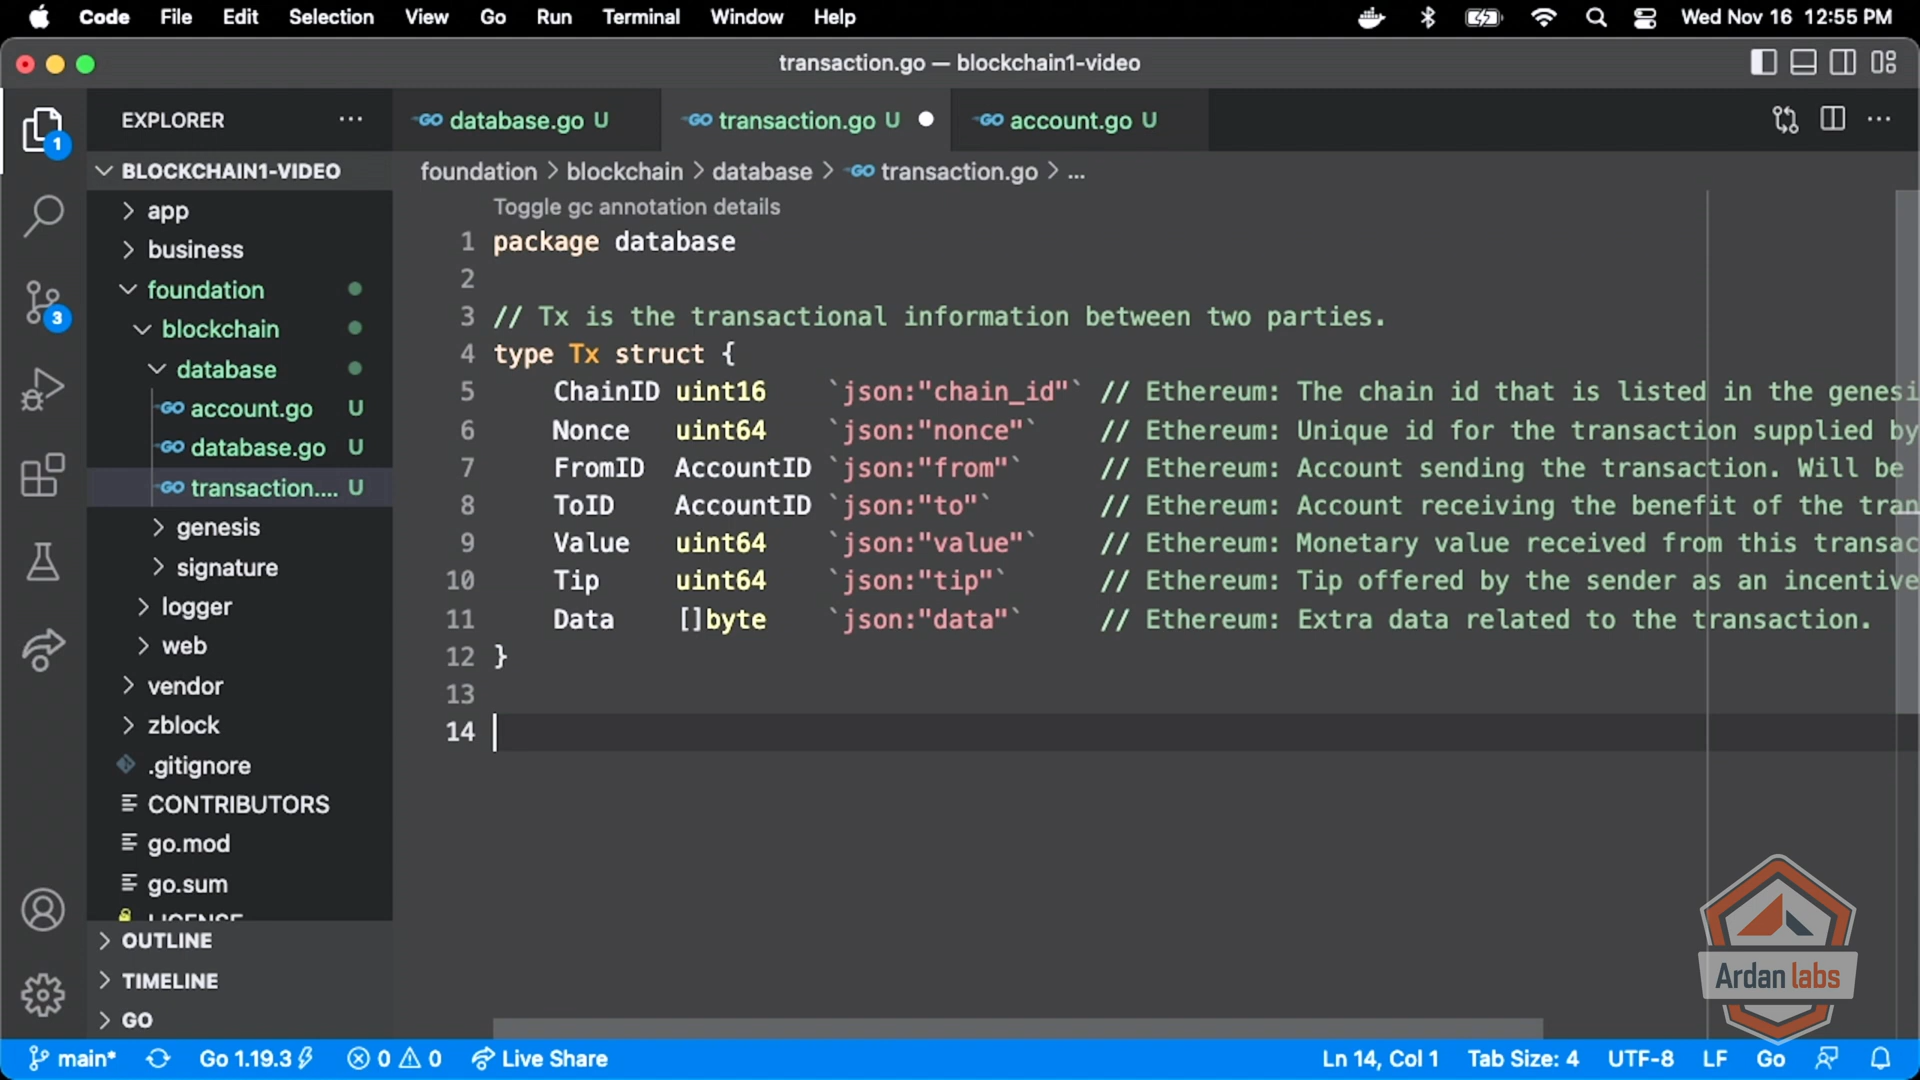 Code File Edit Selection View Go Run Terminal Window Help Wed Nov 16 12:55 PM
transaction.go — blockchain1-video
EXPLORER
database.go U
transaction.go U
account.go U
BLOCKCHAIN1-VIDEO
foundation > blockchain > database > transaction.go > ...
app
business
foundation
blockchain
database
account.go U
database.go U
transaction.... U
genesis
signature
logger
web
vendor
zblock
.gitignore
CONTRIBUTORS
go.mod
go.sum
LICENSE
OUTLINE
TIMELINE
GO
1
3
Toggle gc annotation details
1 package database
2
3 // Tx is the transactional information between two parties.
4 type Tx struct {
5 ChainID uint16 `json:"chain_id"` // Ethereum: The chain id that is listed in the genesi
6 Nonce uint64 `json:"nonce"` // Ethereum: Unique id for the transaction supplied by
7 FromID AccountID `json:"from"` // Ethereum: Account sending the transaction. Will be
8 ToID AccountID `json:"to"` // Ethereum: Account receiving the benefit of the tran
9 Value uint64 `json:"value"` // Ethereum: Monetary value received from this transac
10 Tip uint64 `json:"tip"` // Ethereum: Tip offered by the sender as an incentive
11 Data []byte `json:"data"` // Ethereum: Extra data related to the transaction.
12 }
13
14
Ardan labs
main* Go 1.19.3 0 0 Live Share Ln 14, Col 1 Tab Size: 4 UTF-8 LF Go